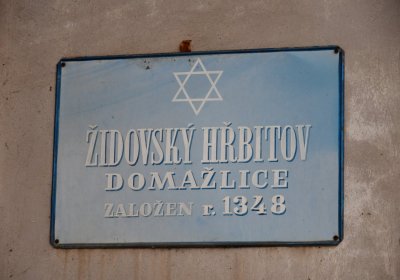 ŽIDOVSKÝ HŘBITOV
DOMAŽLICE
ZALOŽEN r. 1348